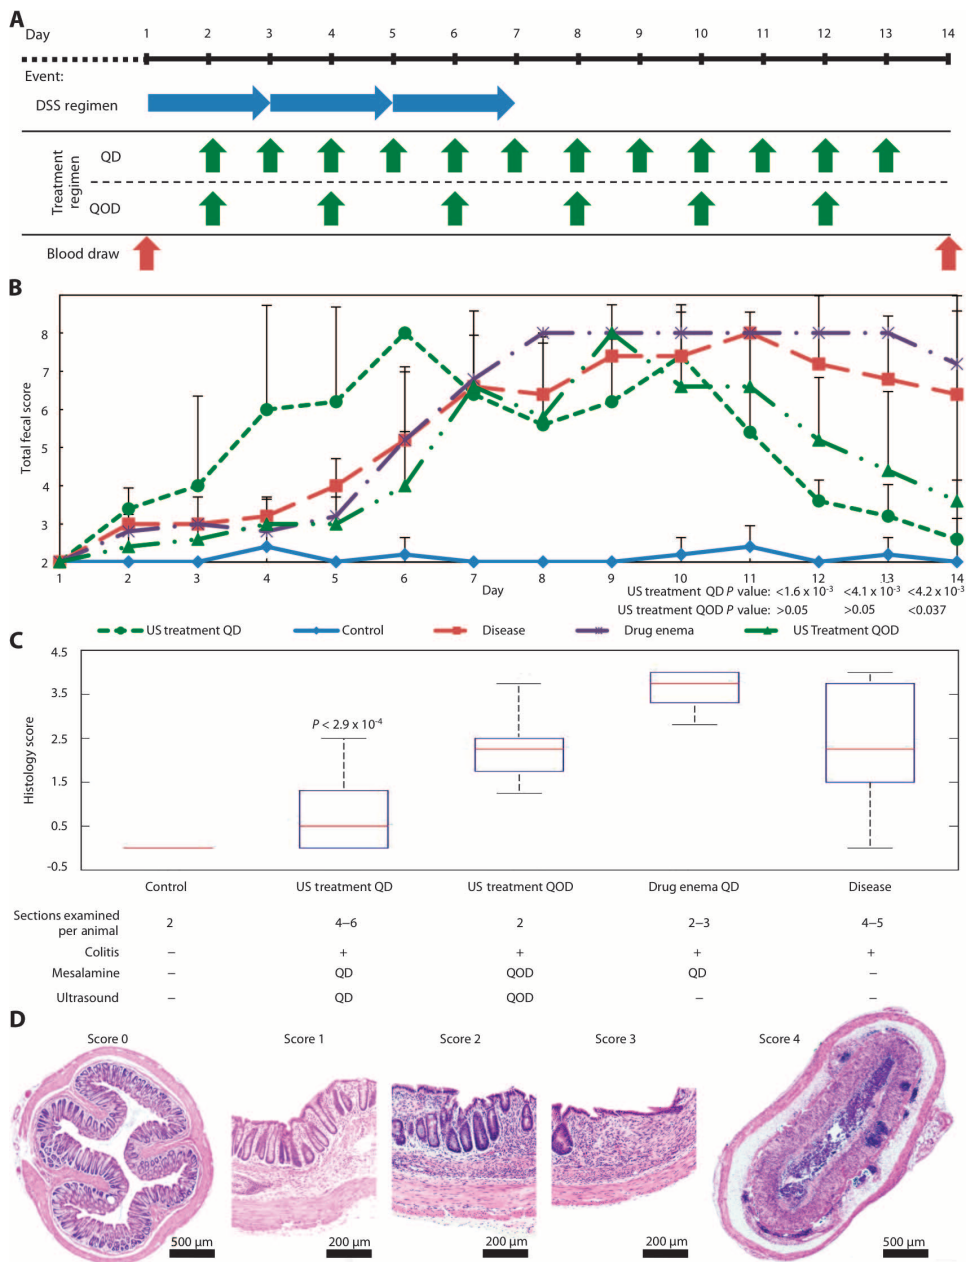 A
Day 1 2 3 4 5 6 7 8 9 10 11 12 13 14
Event:
DSS regimen
Treatment regimen
QD
QOD
Blood draw
B
Total fecal score
8
7
6
5
4
3
2
1 2 3 4 5 6 7 8 9 10 11 12 13 14
Day
US treatment QD P value: <1.6 x 10-3 <4.1 x 10-3 <4.2 x 10-3
US treatment QOD P value: >0.05 >0.05 <0.037
US treatment QD Control Disease Drug enema US Treatment QOD
C
Histology score
4.5
3.5
2.5
1.5
0.5
-0.5
P < 2.9 x 10-4
Control US treatment QD US treatment QOD Drug enema QD Disease
Sections examined
per animal 2 4–6 2 2–3 4–5
Colitis – + + + +
Mesalamine – QD QOD QD –
Ultrasound – QD QOD – –
D
Score 0 Score 1 Score 2 Score 3 Score 4
500 µm 200 µm 200 µm 200 µm 500 µm